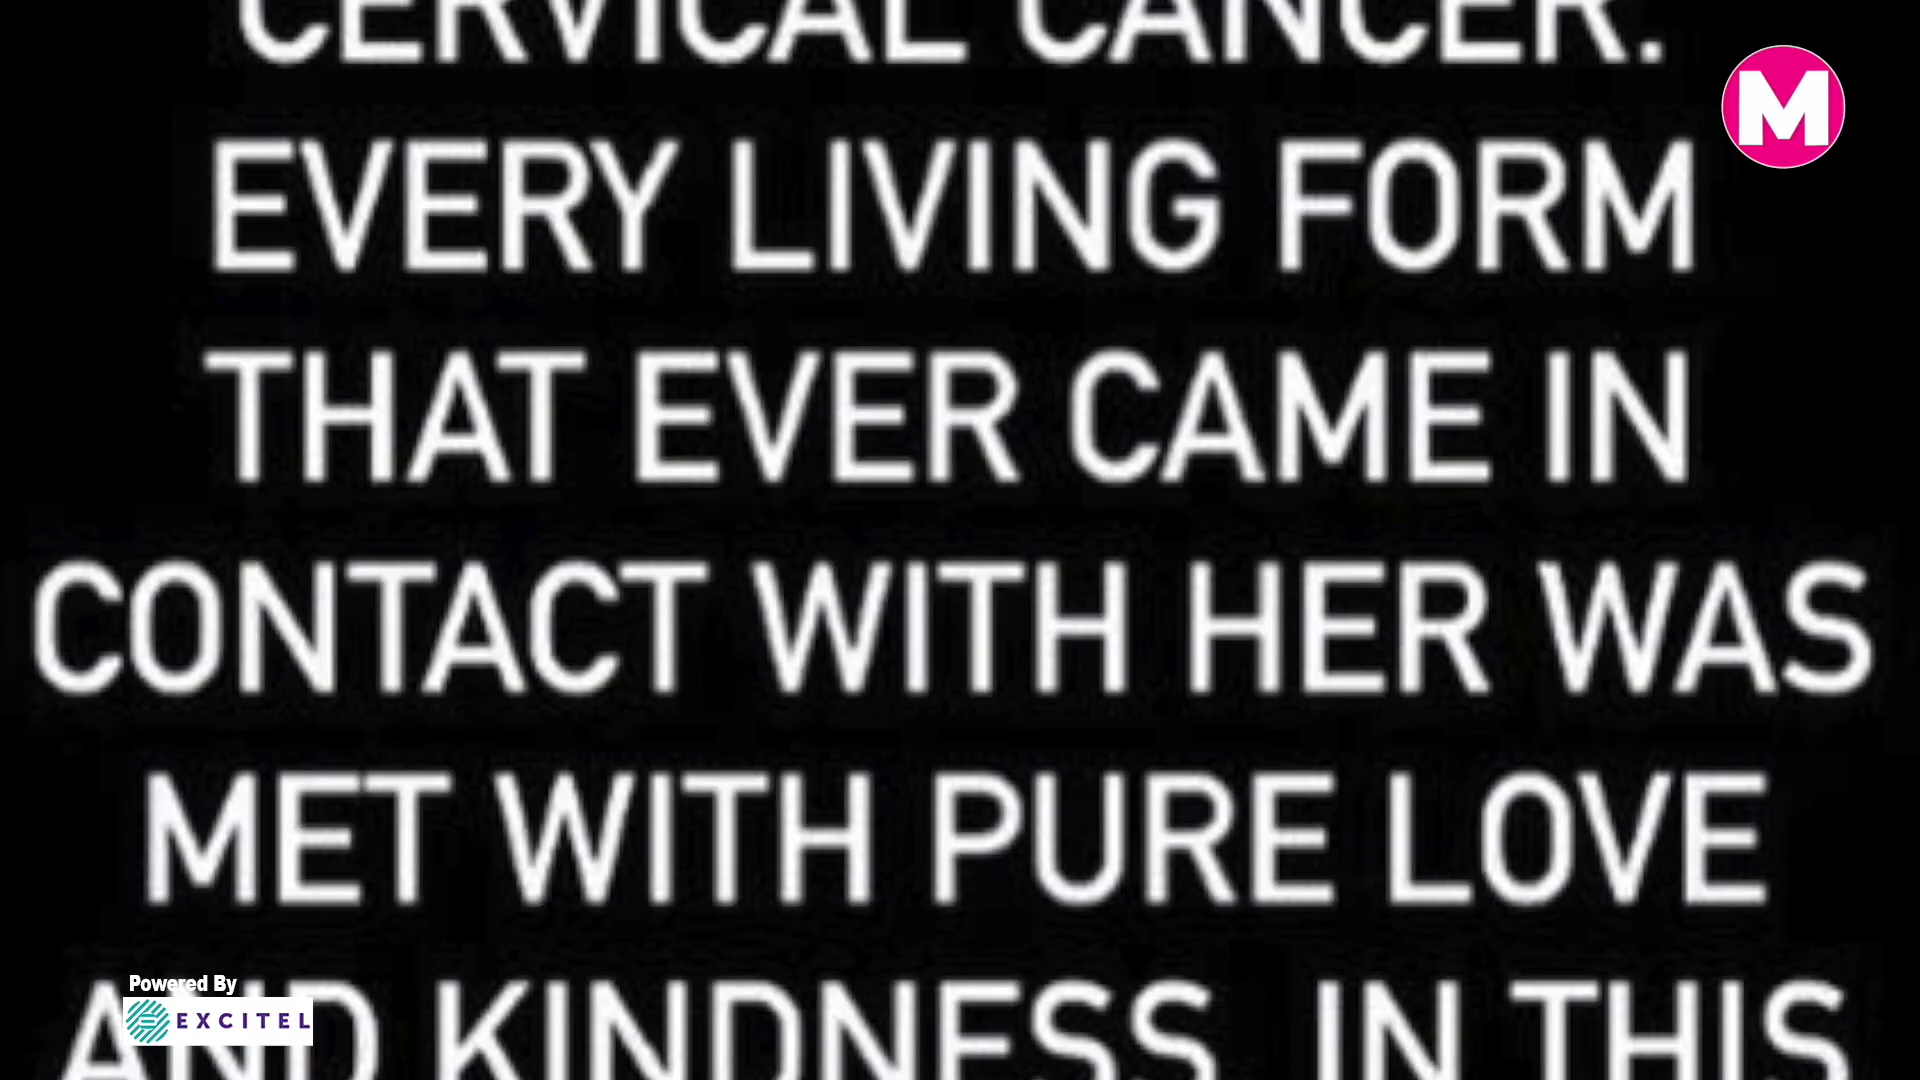 CERVICAL CANCER.
M
EVERY LIVING FORM
THAT EVER CAME IN
CONTACT WITH HER WAS
MET WITH PURE LOVE
Powered By
AND KINDNESS. IN THIS
EXCITEL